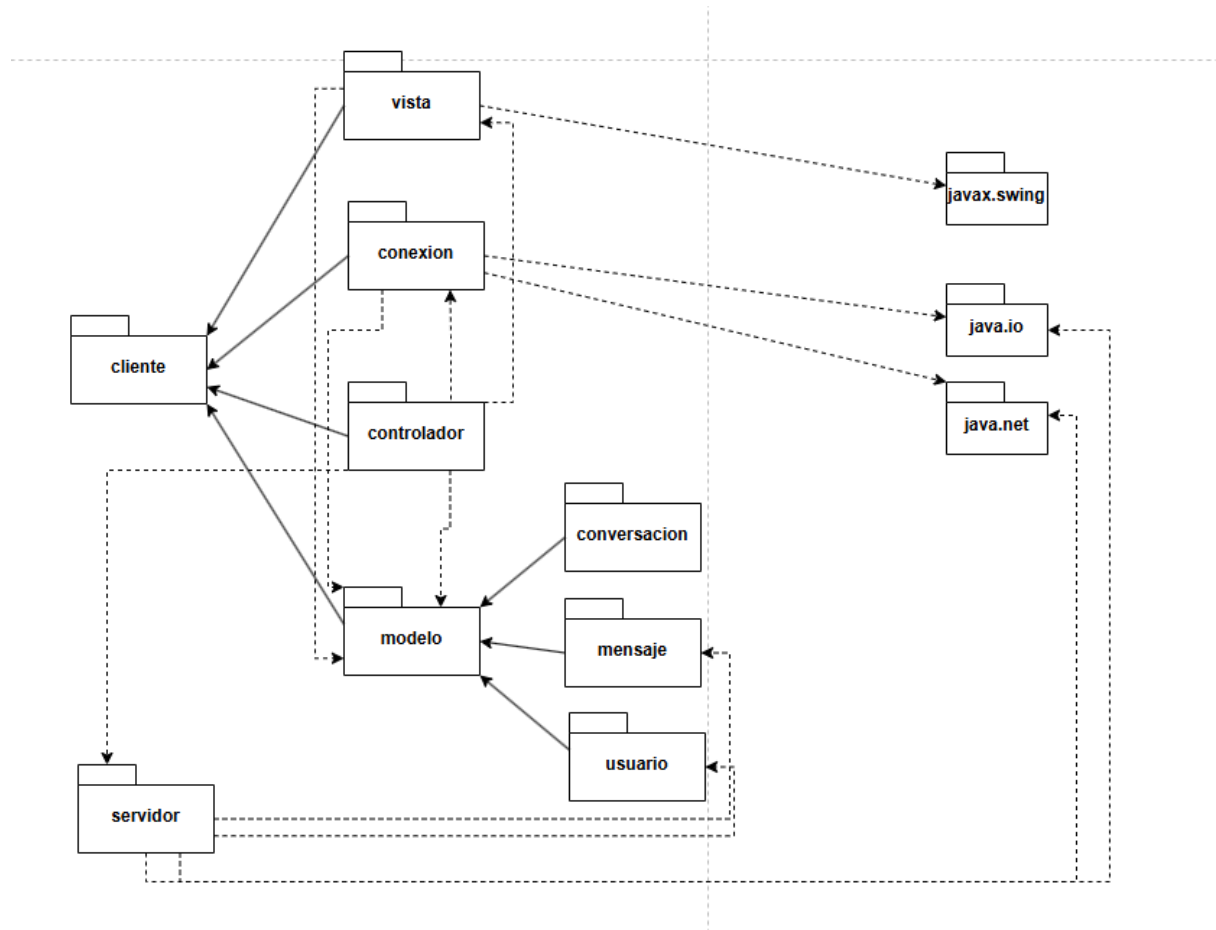 vista
javax.swing
conexion
java.io
cliente
controlador
java.net
conversacion
modelo
mensaje
usuario
servidor